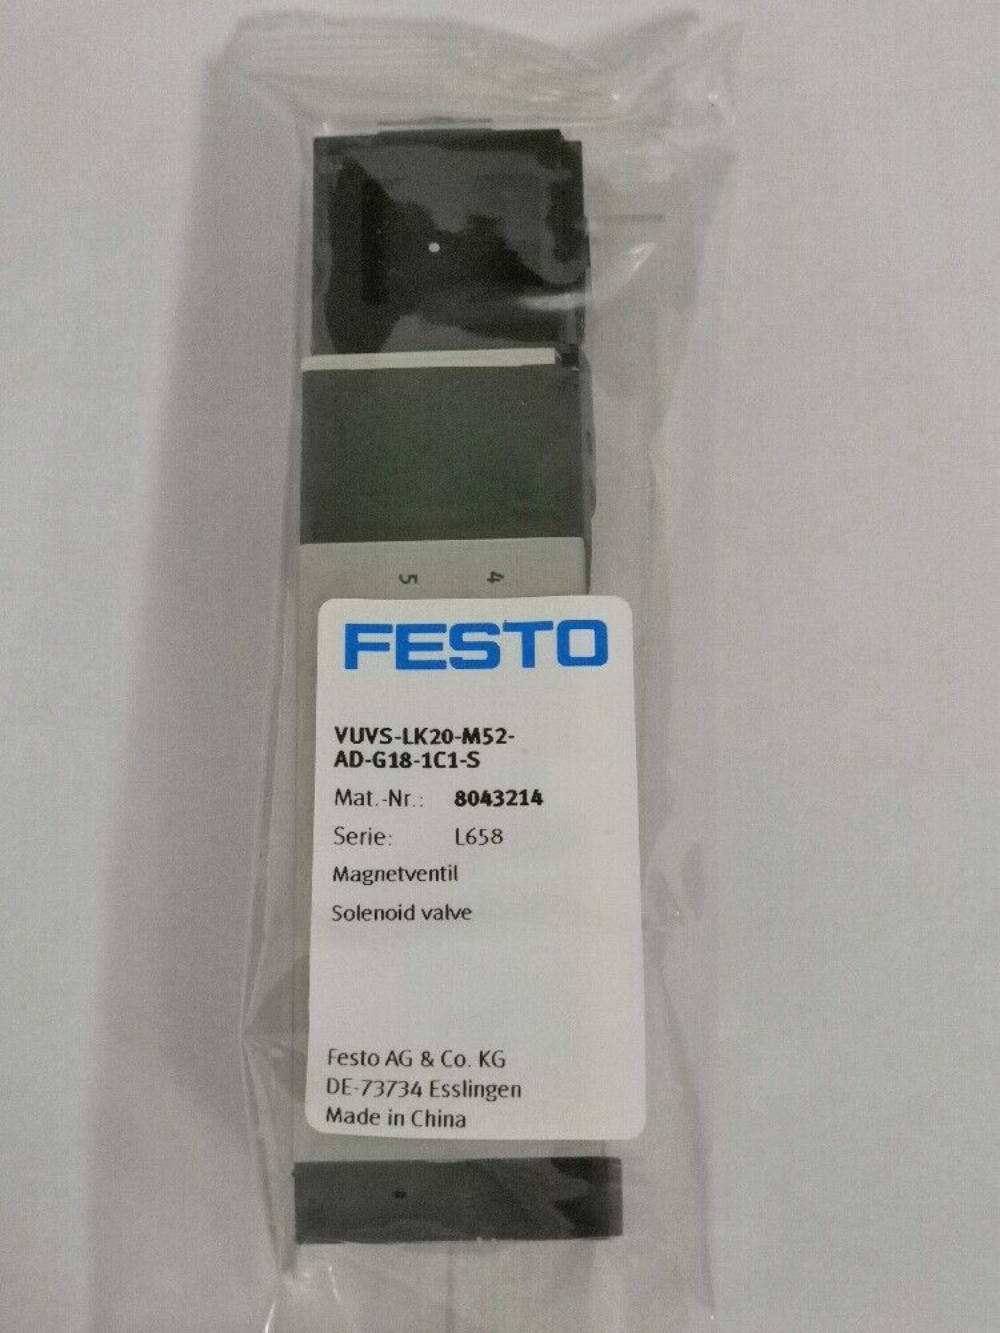 5 4
FESTO
VUVS-LK20-M52-
AD-G18-1C1-S
Mat.-Nr.: 8043214
Serie: L658
Magnetventil
Solenoid valve
Festo AG & Co. KG
DE-73734 Esslingen
Made in China